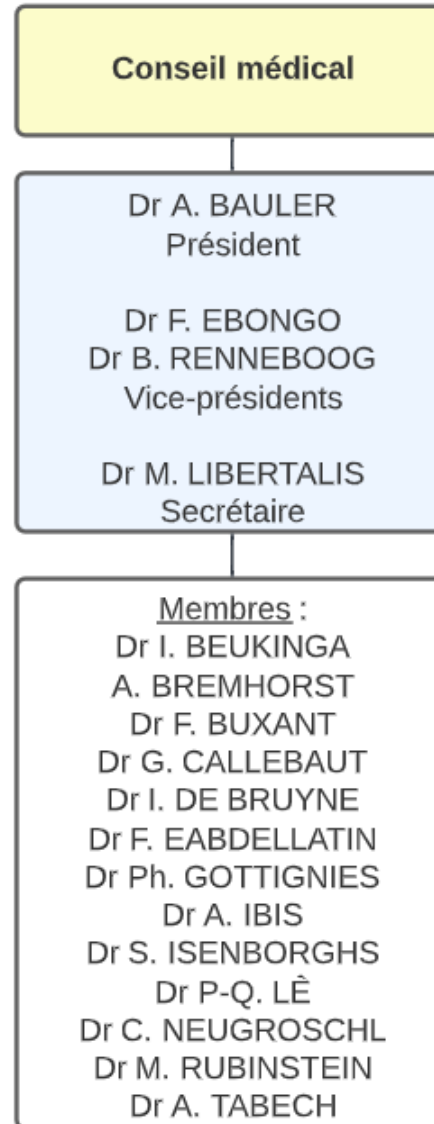 Conseil médical
Dr A. BAULER
Président
Dr F. EBONGO
Dr B. RENNEBOOG
Vice-présidents
Dr M. LIBERTALIS
Secrétaire
Membres :
Dr I. BEUKINGA
A. BREMHORST
Dr F. BUXANT
Dr G. CALLEBAUT
Dr I. DE BRUYNE
Dr F. EABDELLATIN
Dr Ph. GOTTIGNIES
Dr A. IBIS
Dr S. ISENBORGHS
Dr P-Q. LÊ
Dr C. NEUGROSCHL
Dr M. RUBINSTEIN
Dr A. TABECH